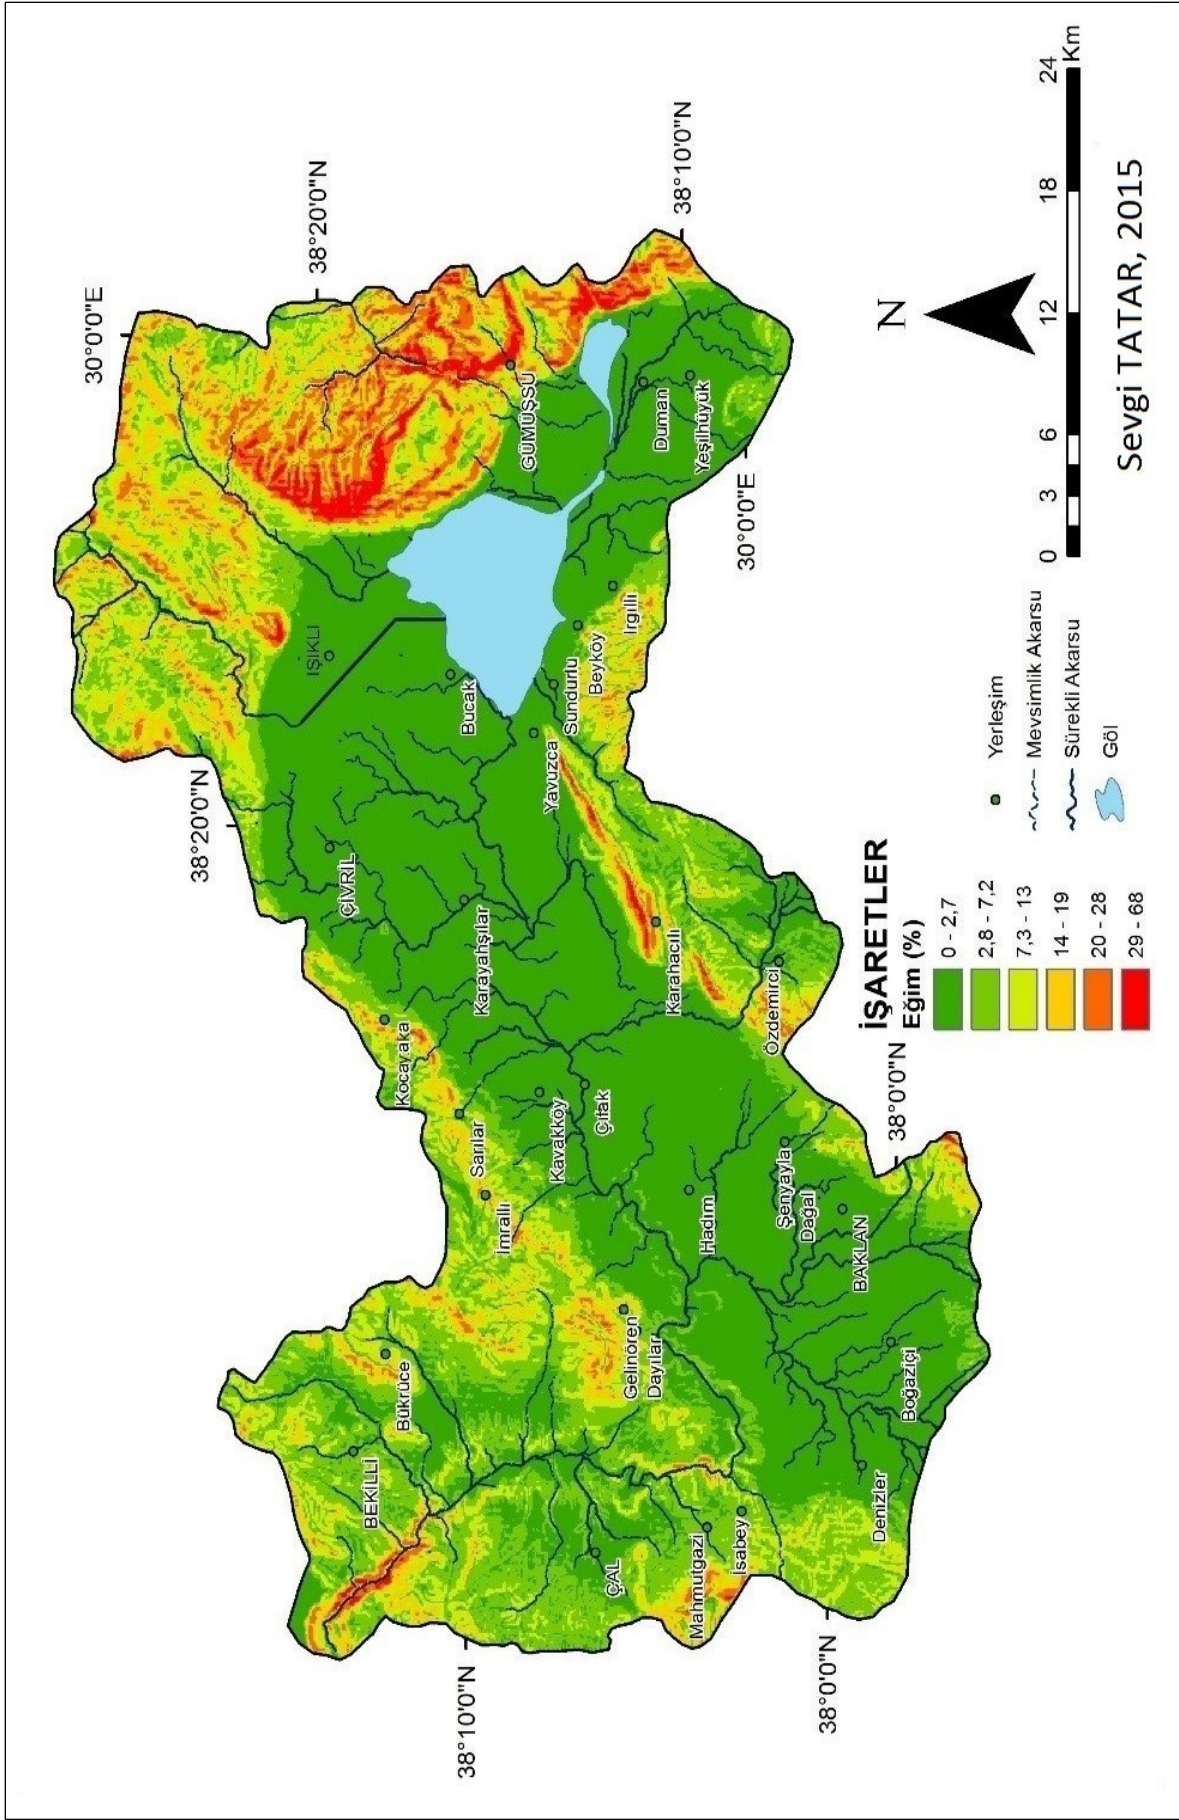 30°0'0"E
38°20'0"N
38°20'0"N
38°10'0"N
38°10'0"N
38°0'0"N
38°0'0"N
30°0'0"E
IŞIKLI
GÜMÜŞSU
Duman
Yeşilhüyük
Irgıllı
Beyköy
Sundurlu
Bucak
Yavuzca
ÇİVRİL
Karayahşılar
Karahacılı
Özdemirci
Kocayaka
Sarılar
İmrallı
Kavakköy
Çıtak
Hadım
Şenyayla
Dağal
BAKLAN
Boğaziçi
Denizler
Gelinören
Dayılar
Bükrüce
BEKİLLİ
ÇAL
Mahmutgazi
İsabey
İŞARETLER
Eğim (%)
0 - 2,7
2,8 - 7,2
7,3 - 13
14 - 19
20 - 28
29 - 68
Yerleşim
Mevsimlik Akarsu
Sürekli Akarsu
Göl
N
0 3 6 12 18 24
Km
Sevgi TATAR, 2015